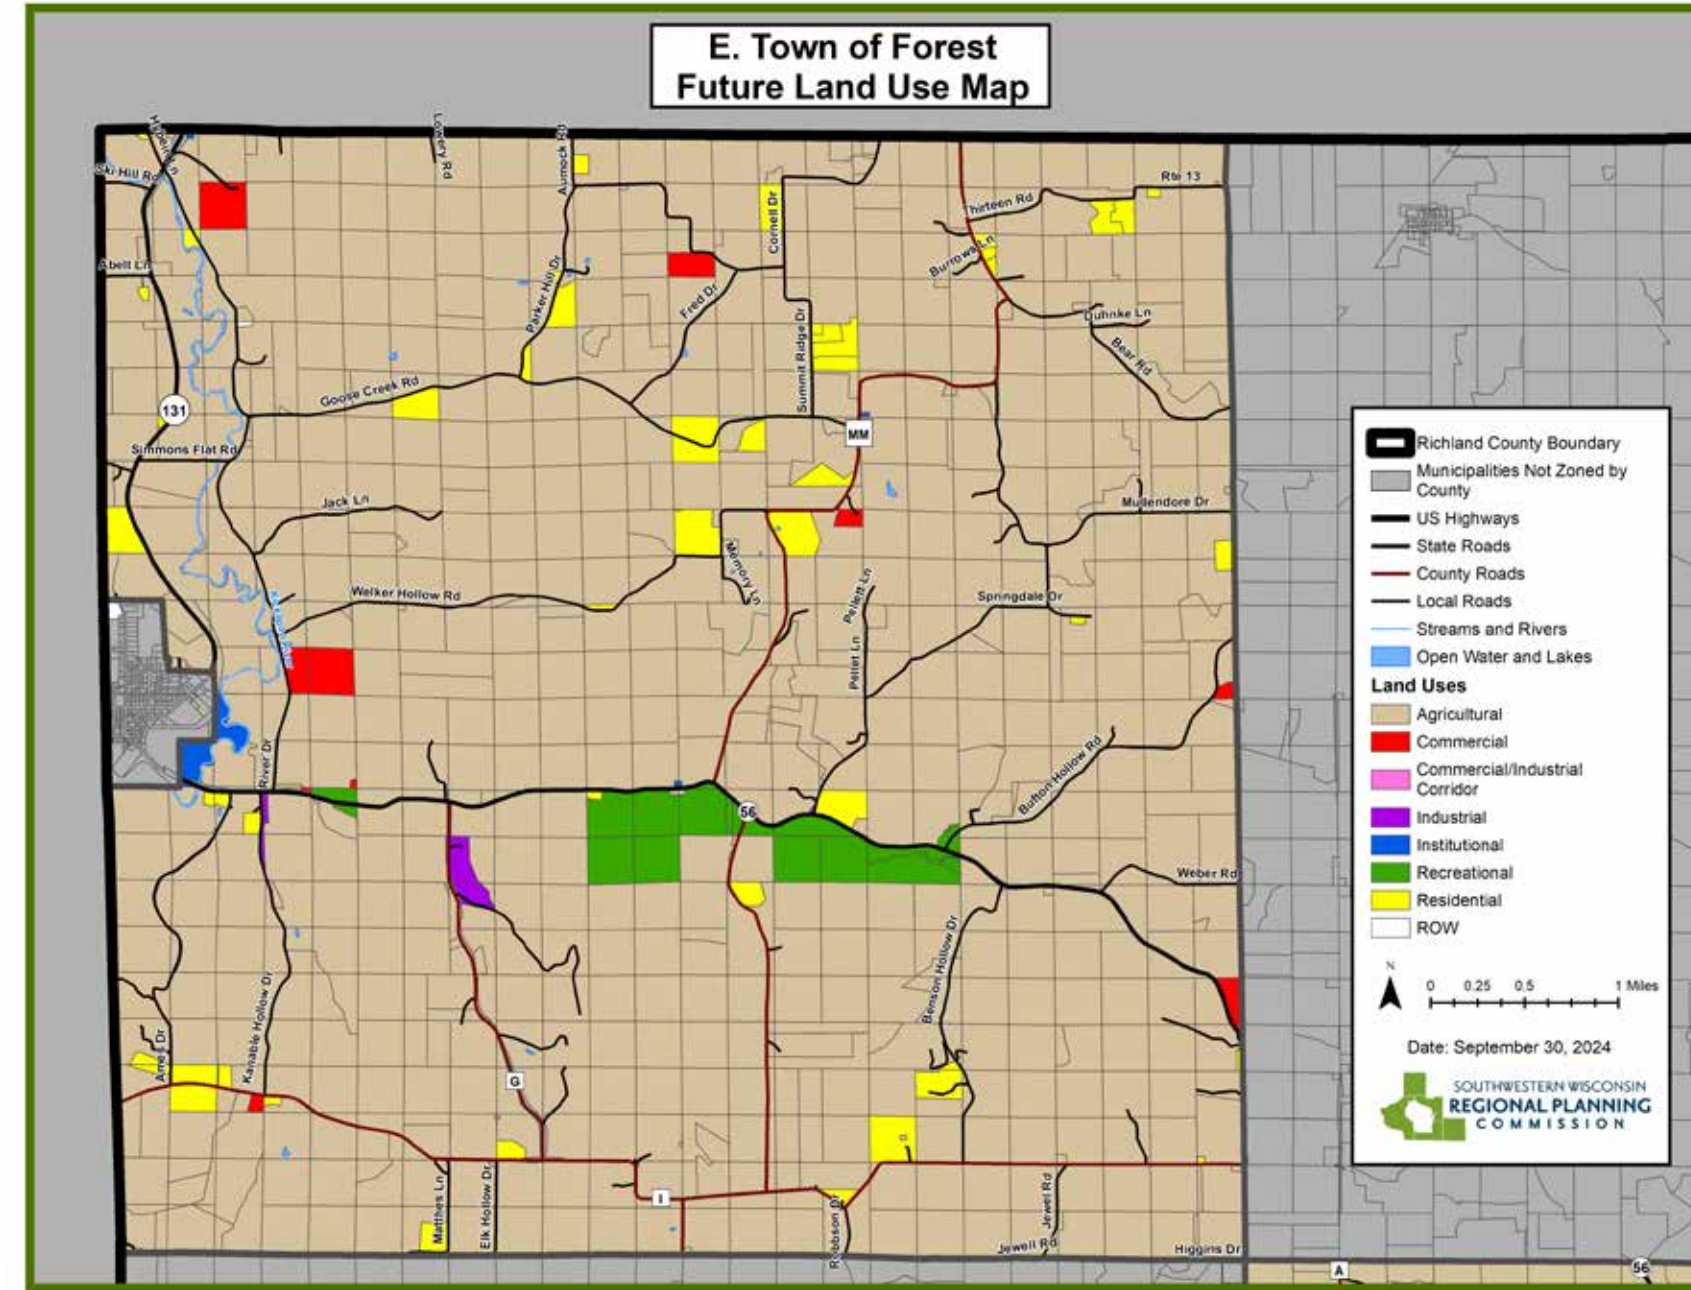 E. Town of Forest
Future Land Use Map
Lowery Rd
Aumock Rd
Ski Hill Rd
Rte 13
Thirteen Rd
Cornell Dr
Burrows Ln
Abell Ln
Parker Hill Dr
Fred Dr
Duhnke Ln
Summit Ridge Dr
Bear Rd
Goose Creek Rd
131
MM
Simmons Flat Rd
Jack Ln
Mullendore Dr
Memory Ln
Pellett Ln
Welker Hollow Rd
Springdale Dr
Pellet Ln
River Dr
Bufton Hollow Rd
56
Weber Rd
Benson Hollow Dr
Kanable Hollow Dr
Ames Dr
G
Matthes Ln
Elk Hollow Dr
I
Jewel Rd
Jewell Rd
Higgins Dr
A
56
Richland County Boundary
Municipalities Not Zoned by
County
US Highways
State Roads
County Roads
Local Roads
Streams and Rivers
Open Water and Lakes
Land Uses
Agricultural
Commercial
Commercial/Industrial
Corridor
Industrial
Institutional
Recreational
Residential
ROW
N
0 0.25 0.5 1 Miles
Date: September 30, 2024
SOUTHWESTERN WISCONSIN
REGIONAL PLANNING
COMMISSION